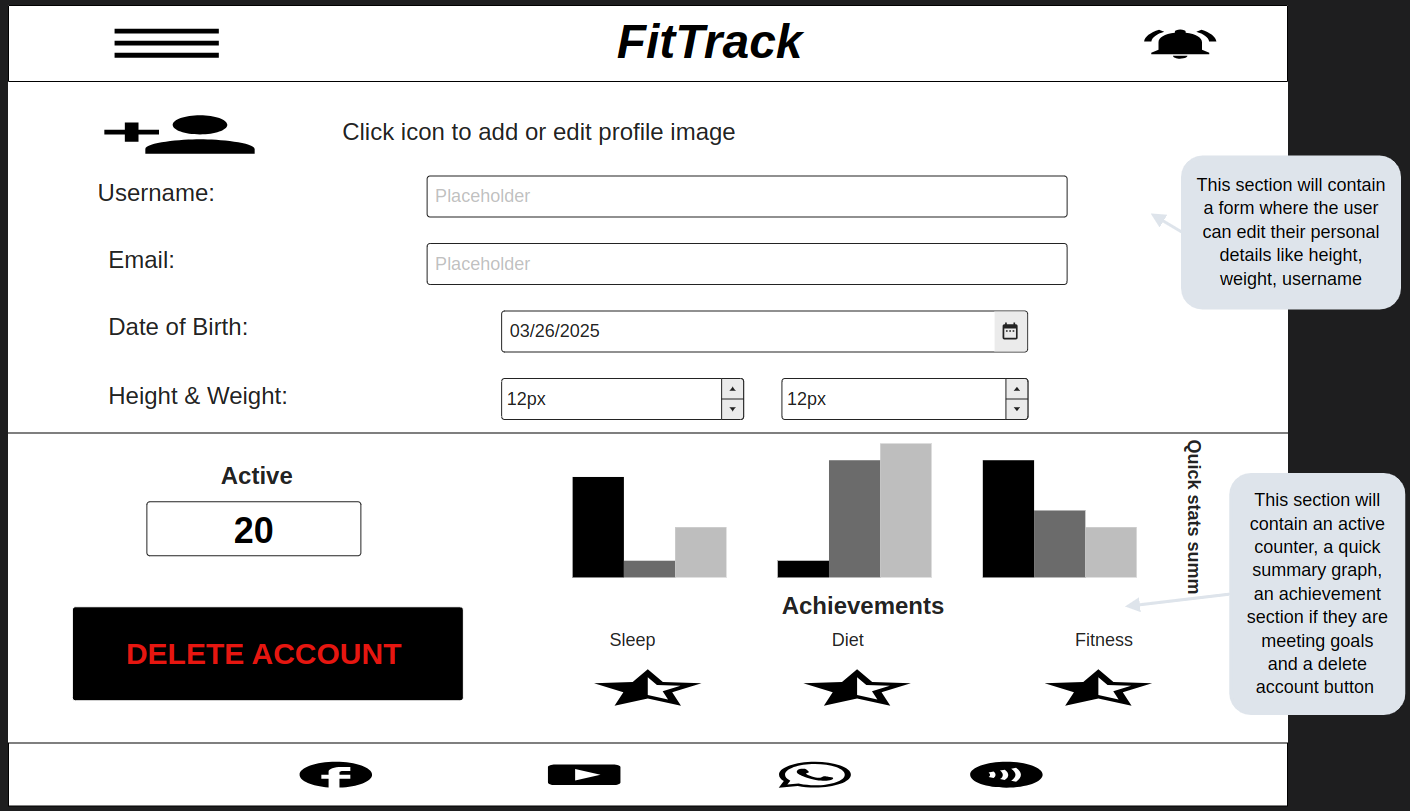 FitTrack
Click icon to add or edit profile image
Username:
Placeholder
Email:
Placeholder
Date of Birth:
03/26/2025
Height & Weight:
12px
12px
This section will contain
a form where the user
can edit their personal
details like height,
weight, username
Active
20
DELETE ACCOUNT
Quick stats summ
Achievements
Sleep
Diet
Fitness
This section will
contain an active
counter, a quick
summary graph,
an achievement
section if they are
meeting goals
and a delete
account button